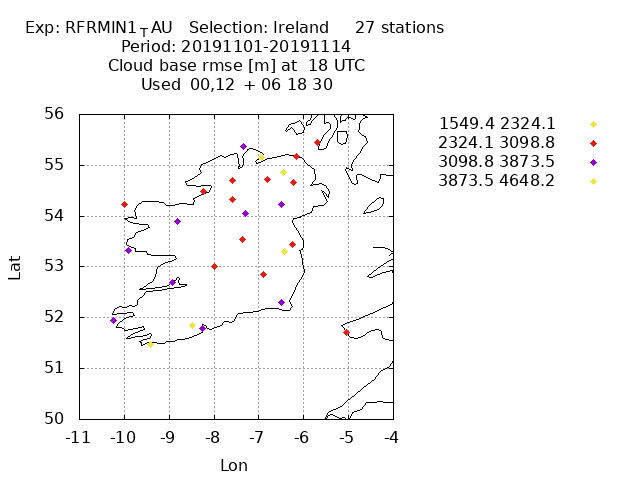 Exp: RFRMIN1┬AU   Selection: Ireland     27 stations
Period: 20191101-20191114
Cloud base rmse [m] at  18 UTC
Used  00,12  + 06 18 30
1549.4 2324.1
2324.1 3098.8
3098.8 3873.5
3873.5 4648.2
56
55
54
53
52
51
50
Lat
-11 -10 -9 -8 -7 -6 -5 -4
Lon